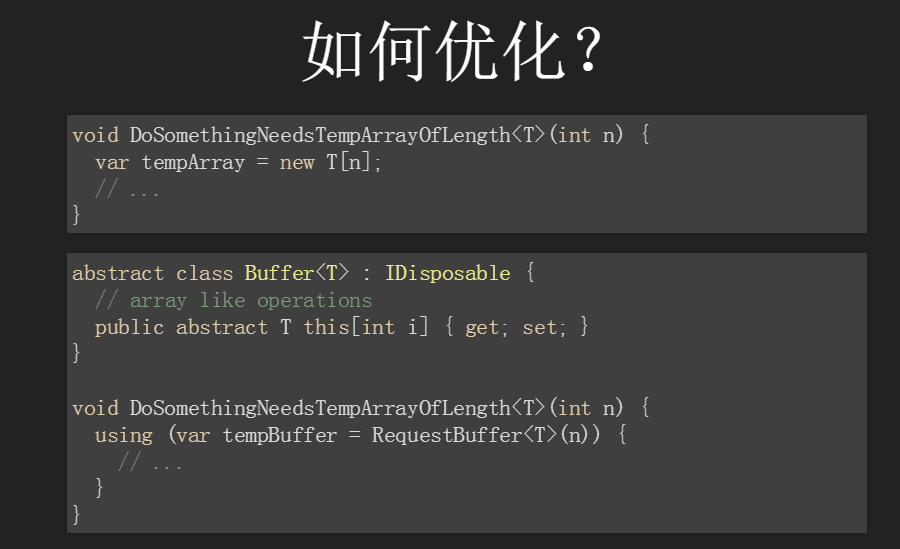 如何优化？
void DoSomethingNeedsTempArrayOfLength<T>(int n) {
  var tempArray = new T[n];
  // ...
}
abstract class Buffer<T> : IDisposable {
  // array like operations
  public abstract T this[int i] { get; set; }
}
void DoSomethingNeedsTempArrayOfLength<T>(int n) {
  using (var tempBuffer = RequestBuffer<T>(n)) {
    // ...
  }
}